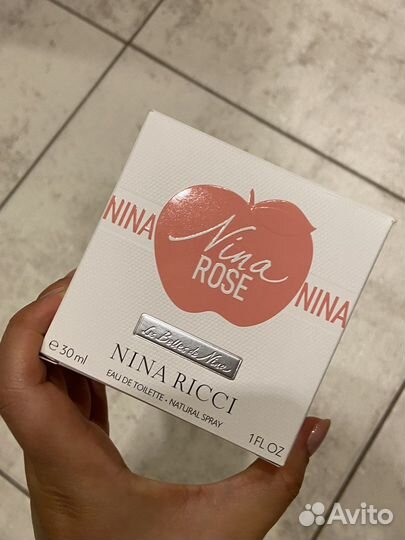 Nina
ROSE
NINA
NINA
Les Belles de Nina
NINA RICCI
EAU DE TOILETTE • NATURAL SPRAY
e 30 ml
1 FL OZ
Avito